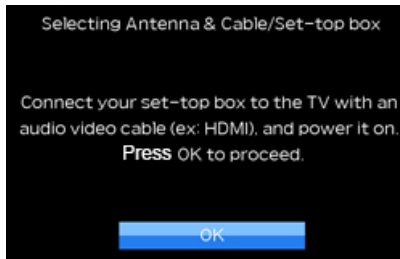 Selecting Antenna & Cable/Set-top box
Connect your set-top box to the TV with an
audio video cable (ex: HDMI), and power it on.
Press OK to proceed.
OK